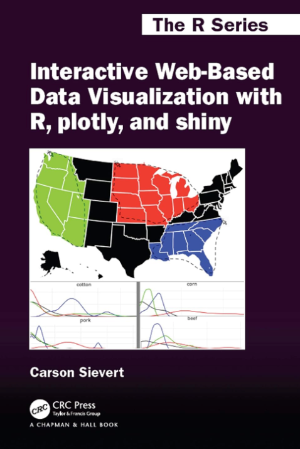 The R Series
Interactive Web-Based
Data Visualization with
R, plotly, and shiny
cotton
corn
pork
beef
Carson Sievert
CRC
CRC Press
Taylor & Francis Group
A CHAPMAN & HALL BOOK